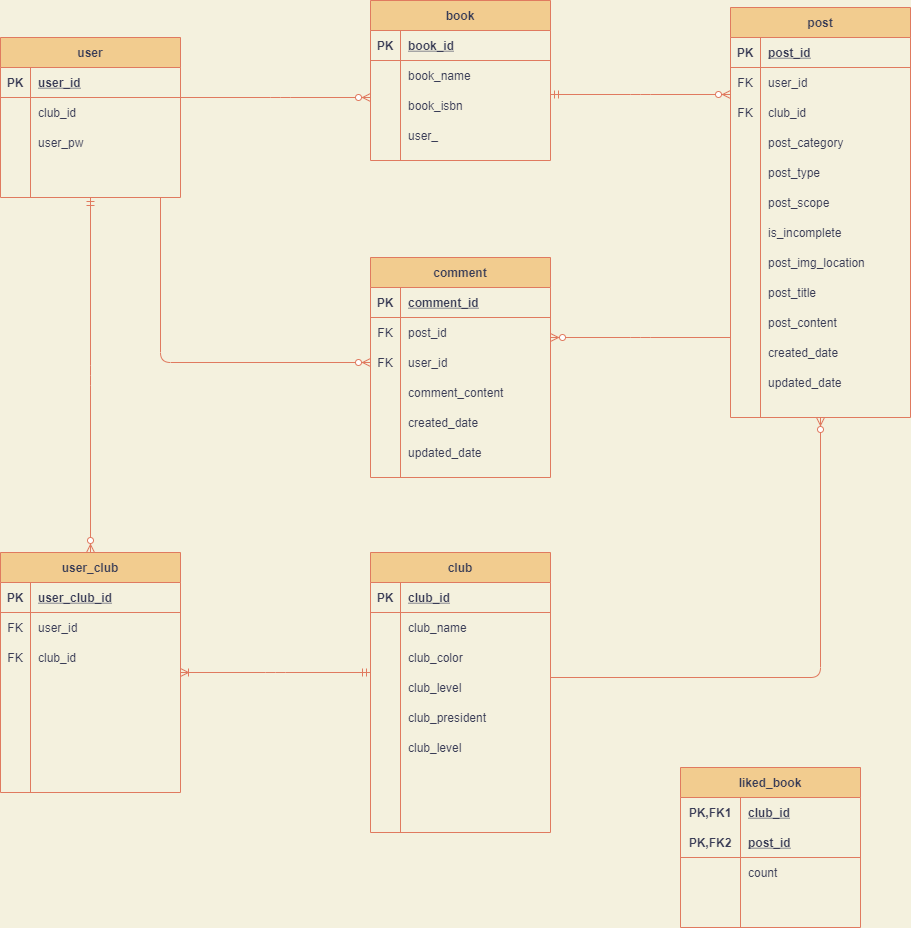 user
PK user_id
club_id
user_pw
book
PK book_id
book_name
book_isbn
user_
post
PK post_id
FK user_id
FK club_id
post_category
post_type
post_scope
is_incomplete
post_img_location
post_title
post_content
created_date
updated_date
comment
PK comment_id
FK post_id
FK user_id
comment_content
created_date
updated_date
user_club
PK user_club_id
FK user_id
FK club_id
club
PK club_id
club_name
club_color
club_level
club_president
club_level
liked_book
PK,FK1 club_id
PK,FK2 post_id
count